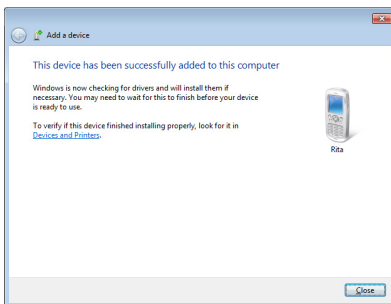 Add a device
This device has been successfully added to this computer
Windows is now checking for drivers and will install them if
necessary. You may need to wait for this to finish before your device
is ready to use.
To verify if this device finished installing properly, look for it in
Devices and Printers.
Rita
Close